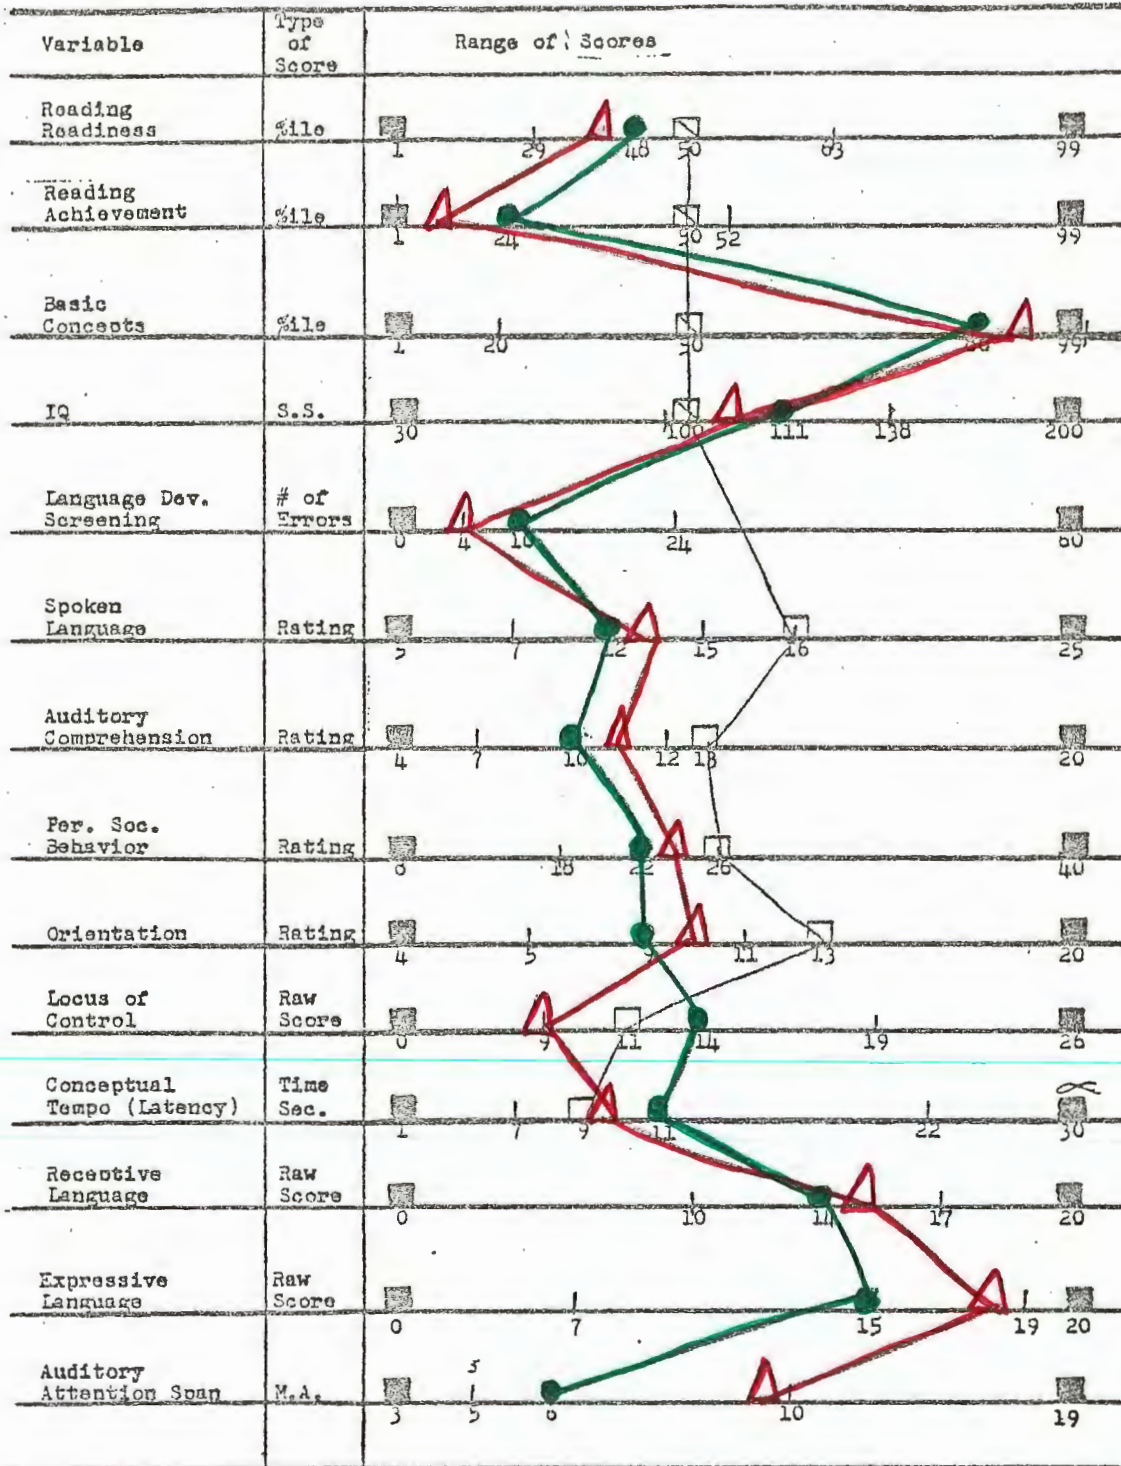 Variable
Type
of
Score
Range of Scores
Reading
Readiness %ile
1 29 48 50 83 99
Reading
Achievement %ile
1 24 50 52 99
Basic
Concepts %ile
1 20 50 99
IQ S.S.
30 100 111 138 200
Language Dev. # of
Screening Errors
0 4 10 24 60
Spoken
Language Rating
5 7 12 15 16 25
Auditory
Comprehension Rating
4 7 10 12 13 20
Per. Soc.
Behavior Rating
8 18 22 26 40
Orientation Rating
4 5 9 11 13 20
Locus of Raw
Control Score
0 9 11 14 19 26
Conceptual Time
Tempo (Latency) Sec.
∝
1 7 9 11 22 30
Receptive Raw
Language Score
0 10 14 17 20
Expressive Raw
Language Score
0 7 15 19 20
Auditory
Attention Span M.A.
5
3 5 6 10 19